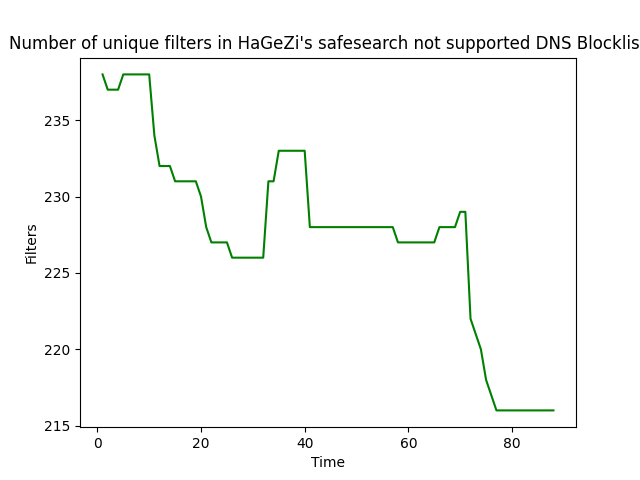 Number of unique filters in HaGeZi's safesearch not supported DNS Blocklis
235
230
225
220
215
Filters
0 20 40 60 80
Time